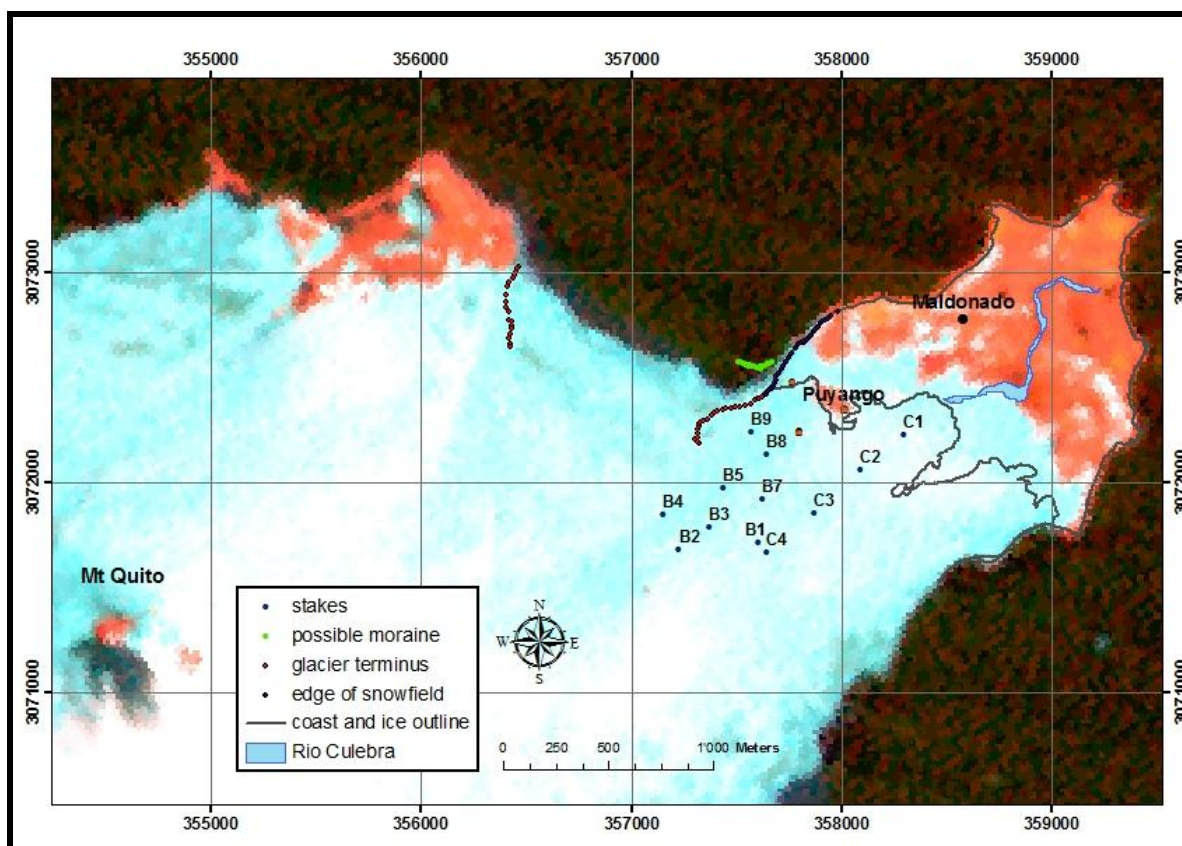 355000 356000 357000 358000 359000
3073000 3073000
Maldonado
Puyango
B9 C1
B8
C2
3072000 3072000
B5
B4 B7
B3 C3
B2 B1 C4
Mt Quito
stakes
possible moraine
glacier terminus
edge of snowfield
coast and ice outline
Rio Culebra
N
W E
S
3071000 3071000
0 250 500 1'000 Meters
355000 356000 357000 358000 359000